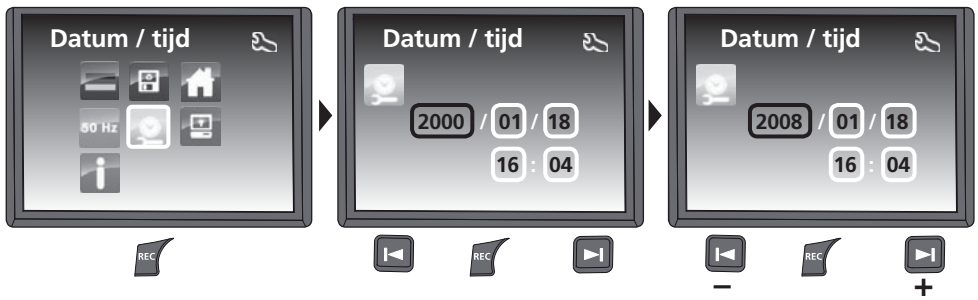 Datum / tijd
50 Hz
i
REC
Datum / tijd
2000 / 01 / 18
16 : 04
REC
Datum / tijd
2008 / 01 / 18
16 : 04
REC
− +